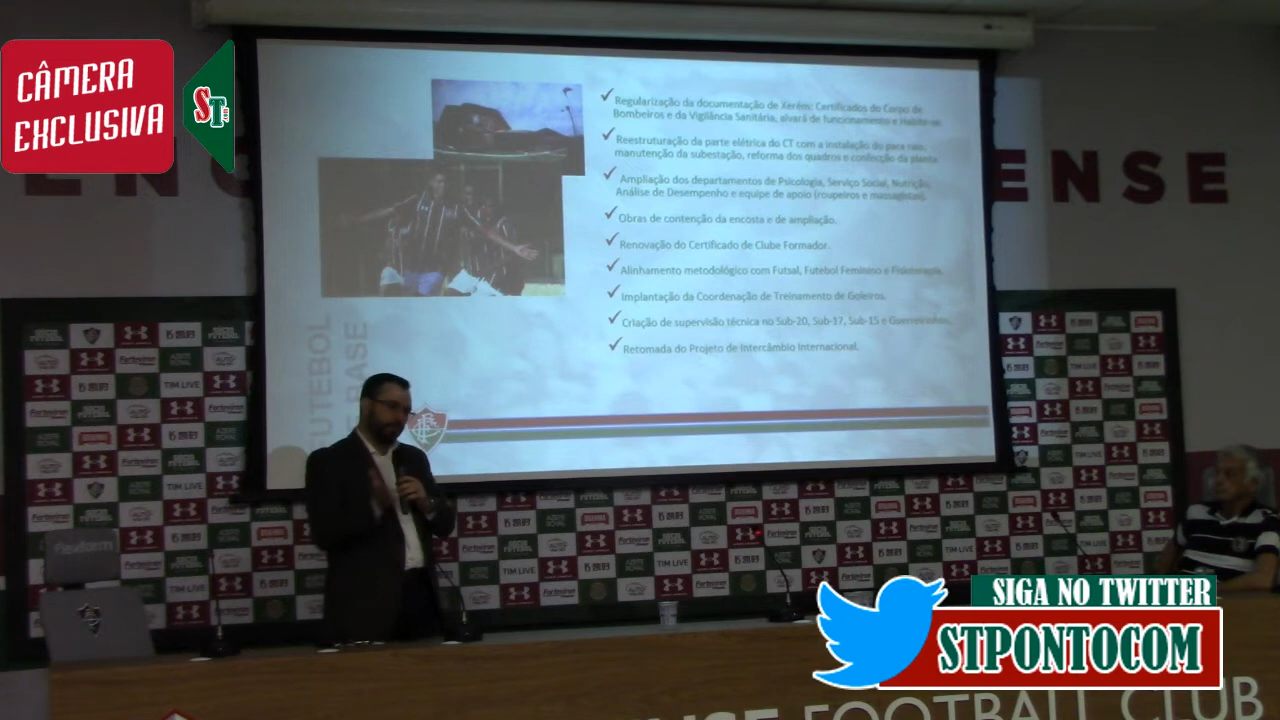 CÂMERA
EXCLUSIVA
ST
ENSE
Regularização da documentação de Xerém: Certificados do Corpo de
Bombeiros e da Vigilância Sanitária, alvará de funcionamento e Habite-se.
Reestruturação da parte elétrica do CT com a instalação do para raio,
manutenção da subestação, reforma dos quadros e confecção da planta
Ampliação dos departamentos de Psicologia, Serviço Social, Nutrição,
Análise de Desempenho e equipe de apoio (roupeiros e massagistas).
Obras de contenção da encosta e de ampliação.
Renovação do Certificado de Clube Formador.
Alinhamento metodológico com Futsal, Futebol Feminino e Fisioterapia.
Implantação da Coordenação de Treinamento de Goleiros.
Criação de supervisão técnica no Sub-20, Sub-17, Sub-15 e Guerreirinhos.
Retomada do Projeto de Intercâmbio Internacional.
FUTEBOL
BASE
TIM LIVE
SIGA NO TWITTER
STPONTOCOM
NSE FOOTBALL CLUB